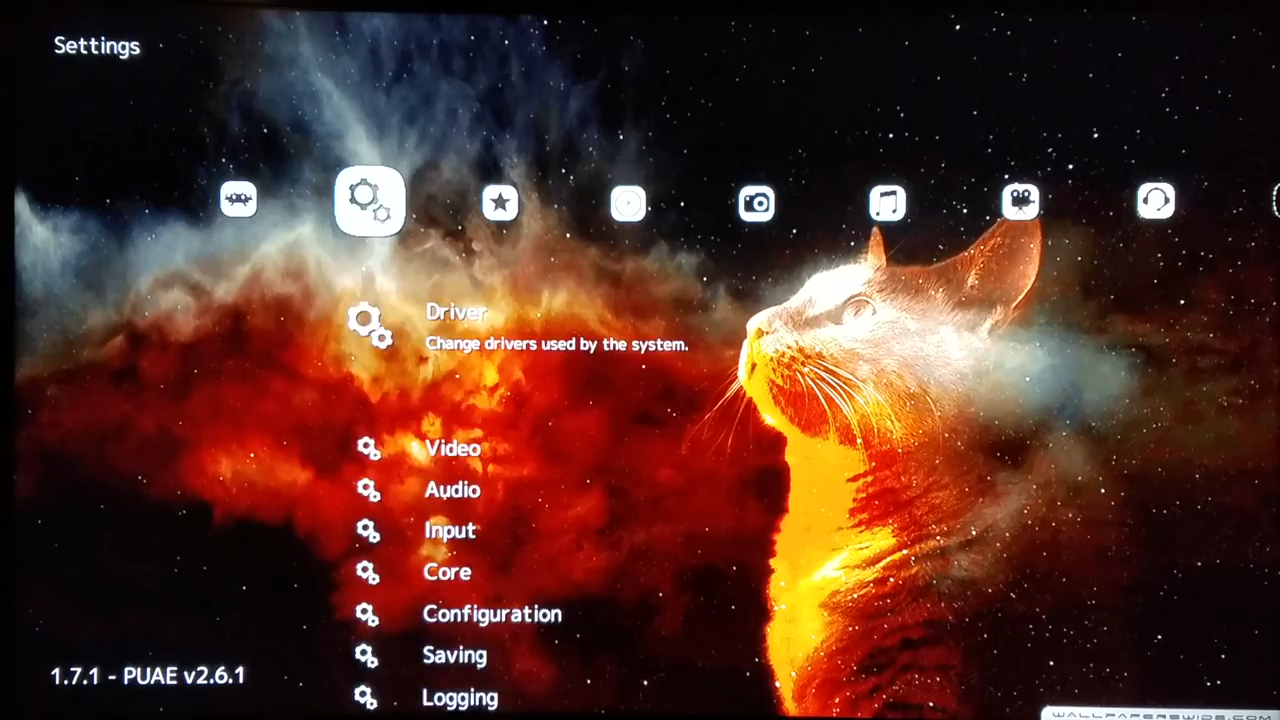 Settings
Driver
Change drivers used by the system.
Video
Audio
Input
Core
Configuration
Saving
Logging
1.7.1 - PUAE v2.6.1
WALLPAPERSWIDE.COM